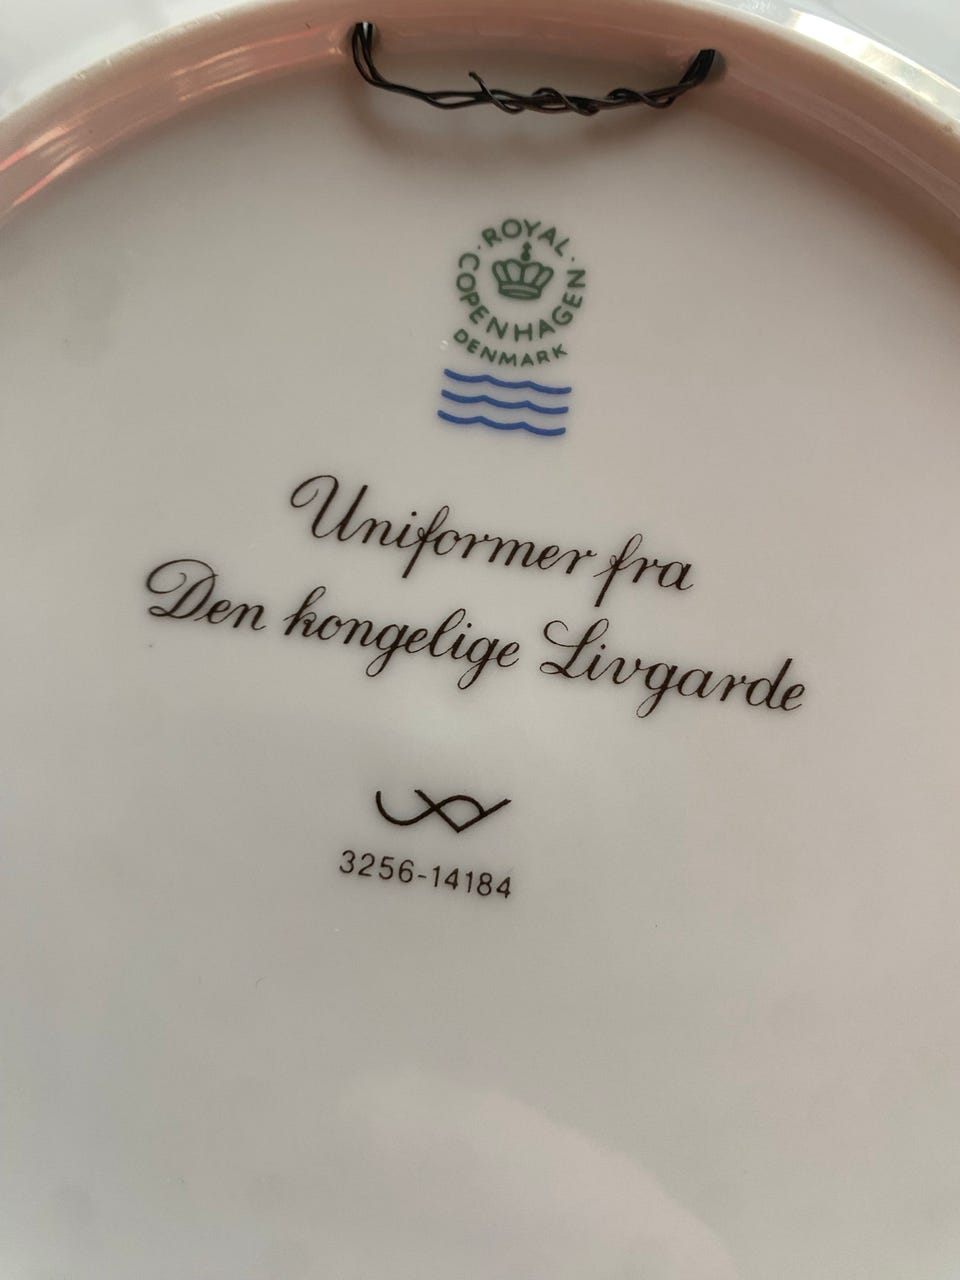 ROYAL
COPENHAGEN
DENMARK
Uniformer fra
Den kongelige Livgarde
3256-14184